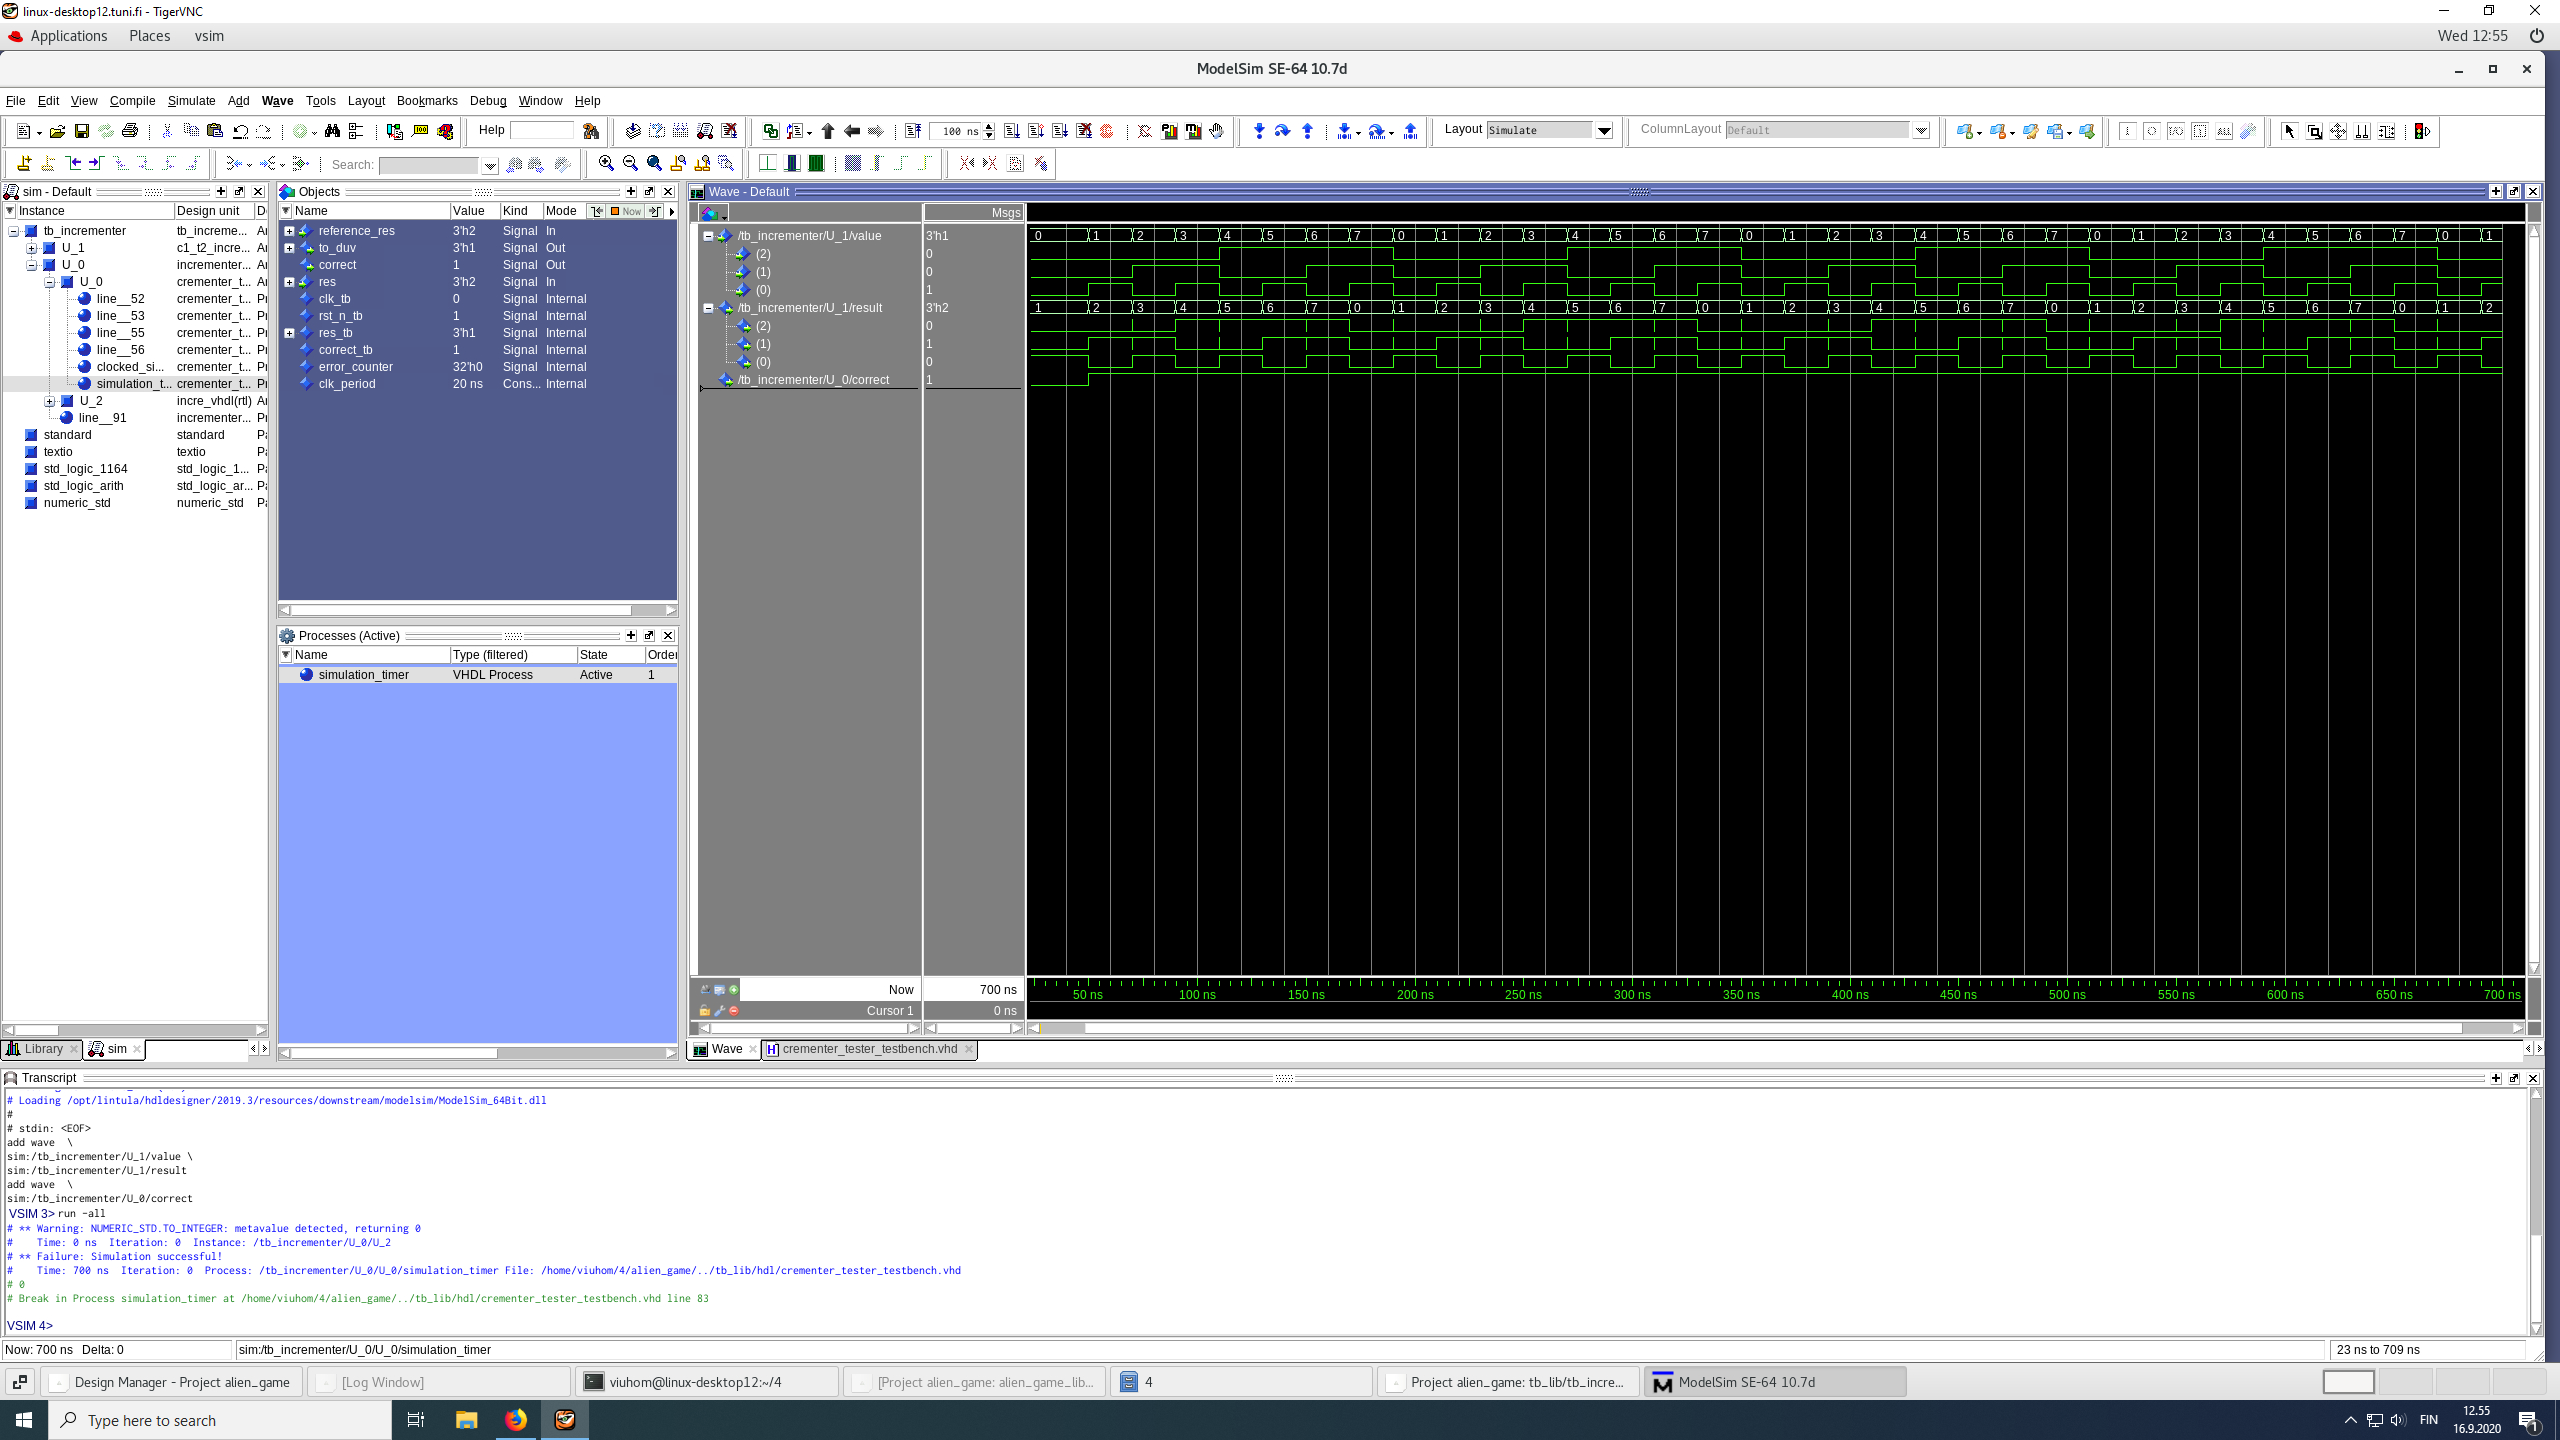 linux-desktop12.tuni.fi - TigerVNC
Applications Places vsim Wed 12:55
ModelSim SE-64 10.7d
File Edit View Compile Simulate Add Wave Tools Layout Bookmarks Debug Window Help
Help 100 ns Layout Simulate ColumnLayout Default
Search:
sim - Default
Instance Design unit
tb_incrementer tb_increme...
U_1 c1_t2_incre...
U_0 incrementer...
U_0 crementer_t...
line__52 crementer_t...
line__53 crementer_t...
line__55 crementer_t...
line__56 crementer_t...
clocked_si... crementer_t...
simulation_t... crementer_t...
U_2 incre_vhdl(rtl)
line__91 incrementer...
standard standard
textio textio
std_logic_1164 std_logic_1...
std_logic_arith std_logic_ar...
numeric_std numeric_std
Library sim
Objects
Name Value Kind Mode Now
reference_res 3'h2 Signal In
to_duv 3'h1 Signal Out
correct 1 Signal Out
res 3'h2 Signal In
clk_tb 0 Signal Internal
rst_n_tb 1 Signal Internal
res_tb 3'h1 Signal Internal
correct_tb 1 Signal Internal
error_counter 32'h0 Signal Internal
clk_period 20 ns Cons... Internal
Processes (Active)
Name Type (filtered) State Order
simulation_timer VHDL Process Active 1
Wave - Default
Msgs
/tb_incrementer/U_1/value 3'h1 0 1 2 3 4 5 6 7 0 1 2 3 4 5 6 7 0 1 2 3 4 5 6 7 0 1 2 3 4 5 6 7 0 1
(2) 0
(1) 0
(0) 1
/tb_incrementer/U_1/result 3'h2 1 2 3 4 5 6 7 0 1 2 3 4 5 6 7 0 1 2 3 4 5 6 7 0 1 2 3 4 5 6 7 0 1 2
(2) 0
(1) 1
(0) 0
/tb_incrementer/U_0/correct 1
Now 700 ns
50 ns 100 ns 150 ns 200 ns 250 ns 300 ns 350 ns 400 ns 450 ns 500 ns 550 ns 600 ns 650 ns 700 ns
Cursor 1 0 ns
Wave crementer_tester_testbench.vhd
Transcript
# Loading /opt/lintula/hdldesigner/2019.3/resources/downstream/modelsim/ModelSim_64Bit.dll
#
# stdin: <EOF>
add wave \
sim:/tb_incrementer/U_1/value \
sim:/tb_incrementer/U_1/result
add wave \
sim:/tb_incrementer/U_0/correct
VSIM 3> run -all
# ** Warning: NUMERIC_STD.TO_INTEGER: metavalue detected, returning 0
# Time: 0 ns Iteration: 0 Instance: /tb_incrementer/U_0/U_2
# ** Failure: Simulation successful!
# Time: 700 ns Iteration: 0 Process: /tb_incrementer/U_0/U_0/simulation_timer File: /home/viuhom/4/alien_game/../tb_lib/hdl/crementer_tester_testbench.vhd
# 0
# Break in Process simulation_timer at /home/viuhom/4/alien_game/../tb_lib/hdl/crementer_tester_testbench.vhd line 83
VSIM 4>
Now: 700 ns Delta: 0 sim:/tb_incrementer/U_0/U_0/simulation_timer 23 ns to 709 ns
Design Manager - Project alien_game [Log Window] viuhom@linux-desktop12:~/4 [Project alien_game: alien_game_lib... 4 Project alien_game: tb_lib/tb_incre... ModelSim SE-64 10.7d
Type here to search FIN 12.55
16.9.2020 1